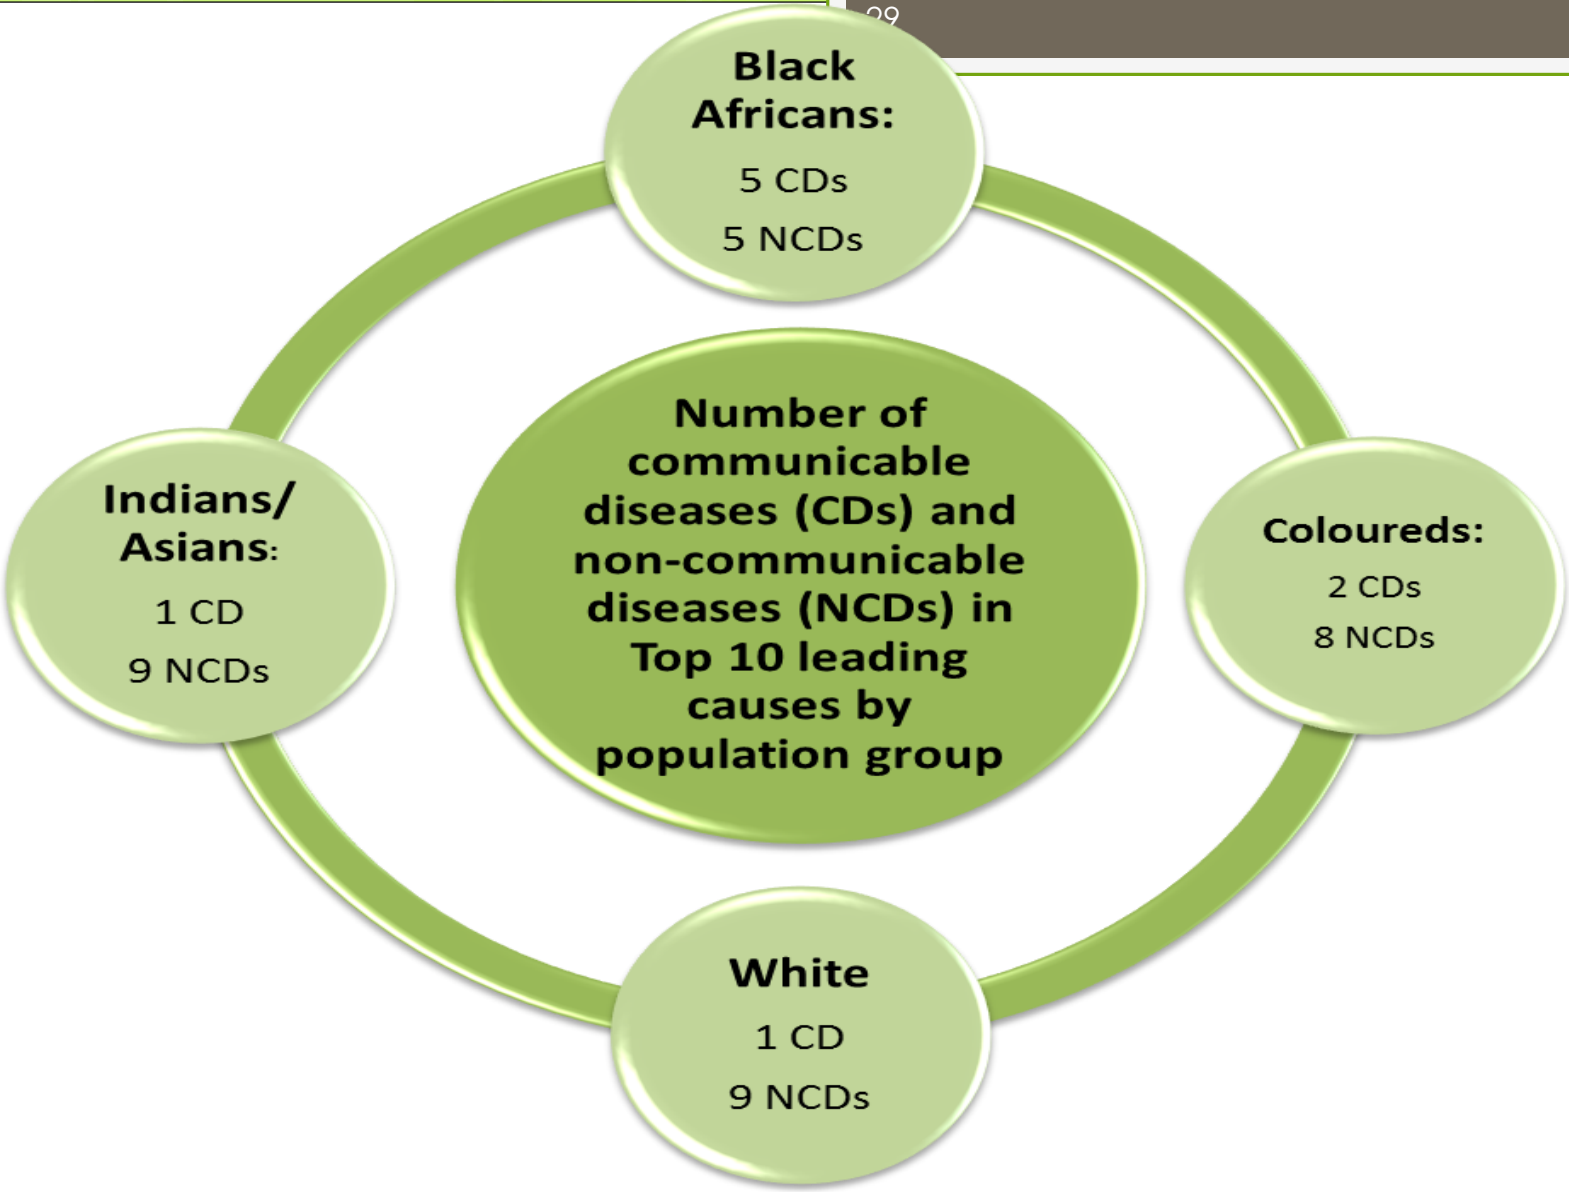 29
Black
Africans:
5 CDs
5 NCDs
Number of
communicable
diseases (CDs) and
non-communicable
diseases (NCDs) in
Top 10 leading
causes by
population group
Indians/
Asians:
1 CD
9 NCDs
Coloureds:
2 CDs
8 NCDs
White
1 CD
9 NCDs